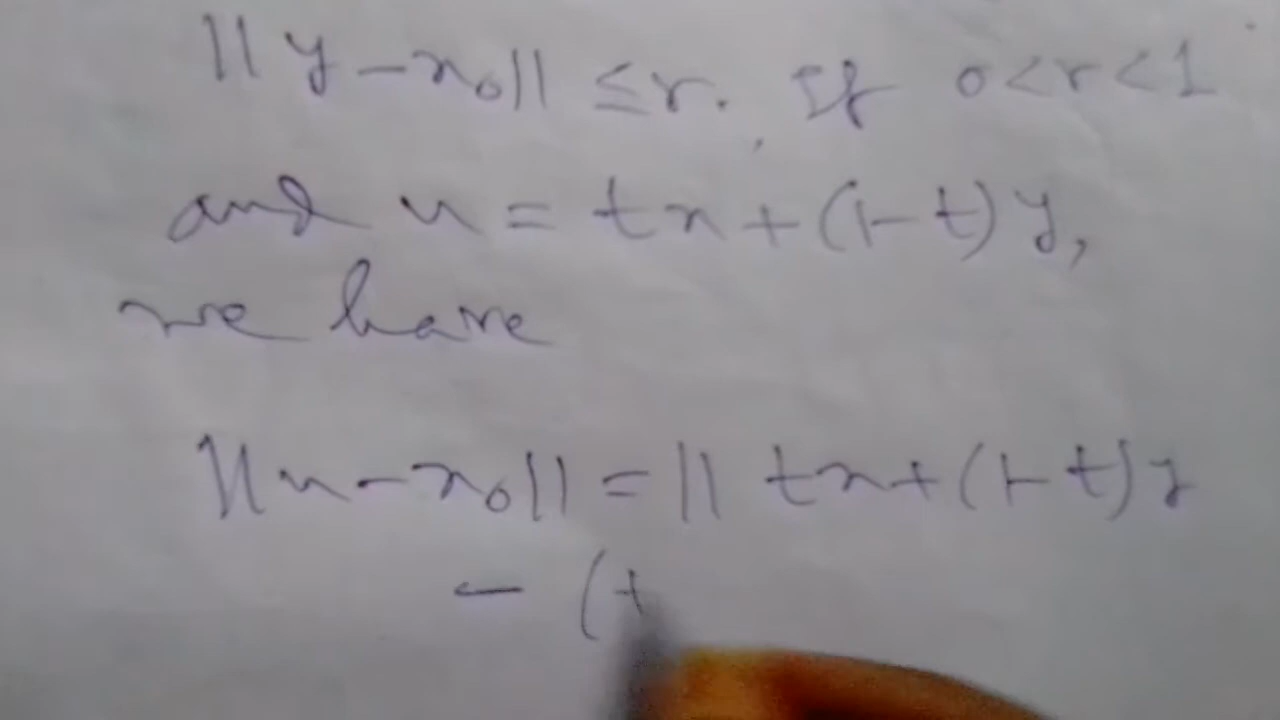 ||y-x₀|| ≤ r. If 0<r<1
and u = tx+(1-t)y,
we have
||u-x₀|| = || tx+(1-t)y
- (t